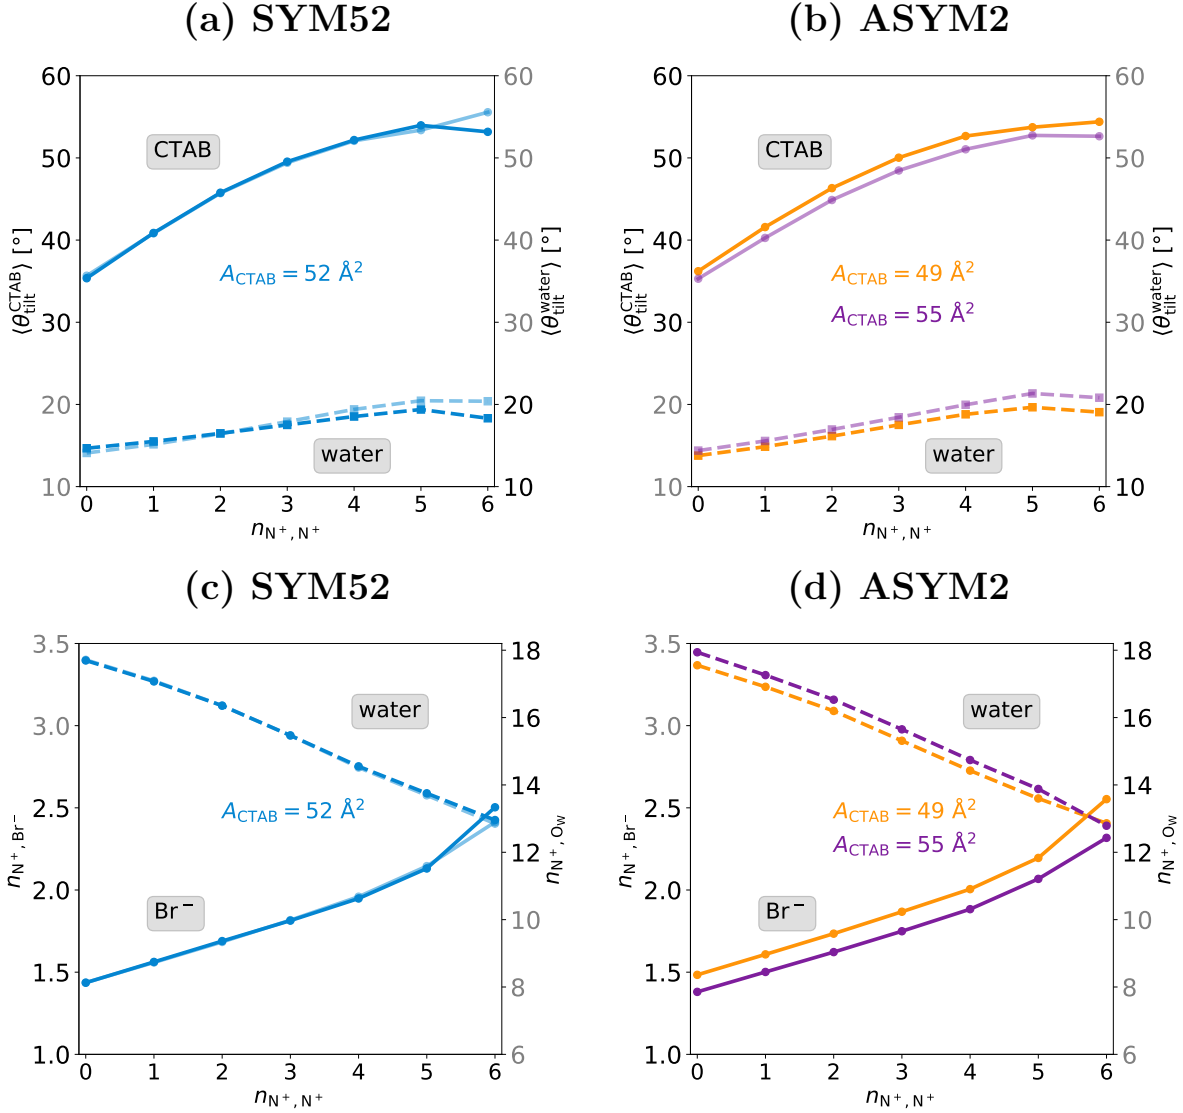 (a) SYM52
60
50
40
30
20
10
60
50
40
30
20
10
⟨θ_tilt^CTAB⟩ [°]
⟨θ_tilt^water⟩ [°]
CTAB
A_CTAB = 52 Å²
water
0 1 2 3 4 5 6
n_N⁺, N⁺
(b) ASYM2
60
50
40
30
20
10
60
50
40
30
20
10
⟨θ_tilt^CTAB⟩ [°]
⟨θ_tilt^water⟩ [°]
CTAB
A_CTAB = 49 Å²
A_CTAB = 55 Å²
water
0 1 2 3 4 5 6
n_N⁺, N⁺
(c) SYM52
3.5
3.0
2.5
2.0
1.5
1.0
18
16
14
12
10
8
6
n_N⁺, Br⁻
n_N⁺, O_W
water
A_CTAB = 52 Å²
Br⁻
0 1 2 3 4 5 6
n_N⁺, N⁺
(d) ASYM2
3.5
3.0
2.5
2.0
1.5
1.0
18
16
14
12
10
8
6
n_N⁺, Br⁻
n_N⁺, O_W
water
A_CTAB = 49 Å²
A_CTAB = 55 Å²
Br⁻
0 1 2 3 4 5 6
n_N⁺, N⁺